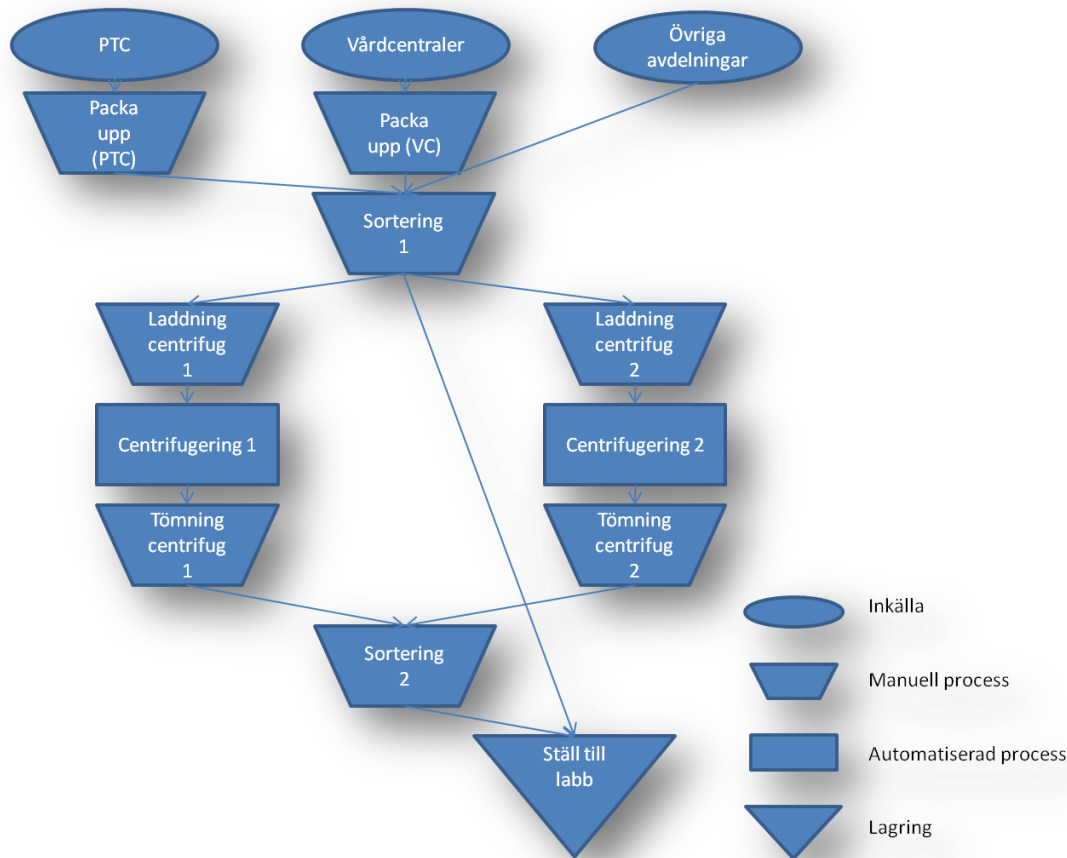 PTC
Vårdcentraler
Övriga
avdelningar
Packa
upp
(PTC)
Packa
upp (VC)
Sortering
1
Laddning
centrifug
1
Laddning
centrifug
2
Centrifugering 1
Centrifugering 2
Tömning
centrifug
1
Tömning
centrifug
2
Sortering
2
Ställ till
labb
Inkälla
Manuell process
Automatiserad process
Lagring